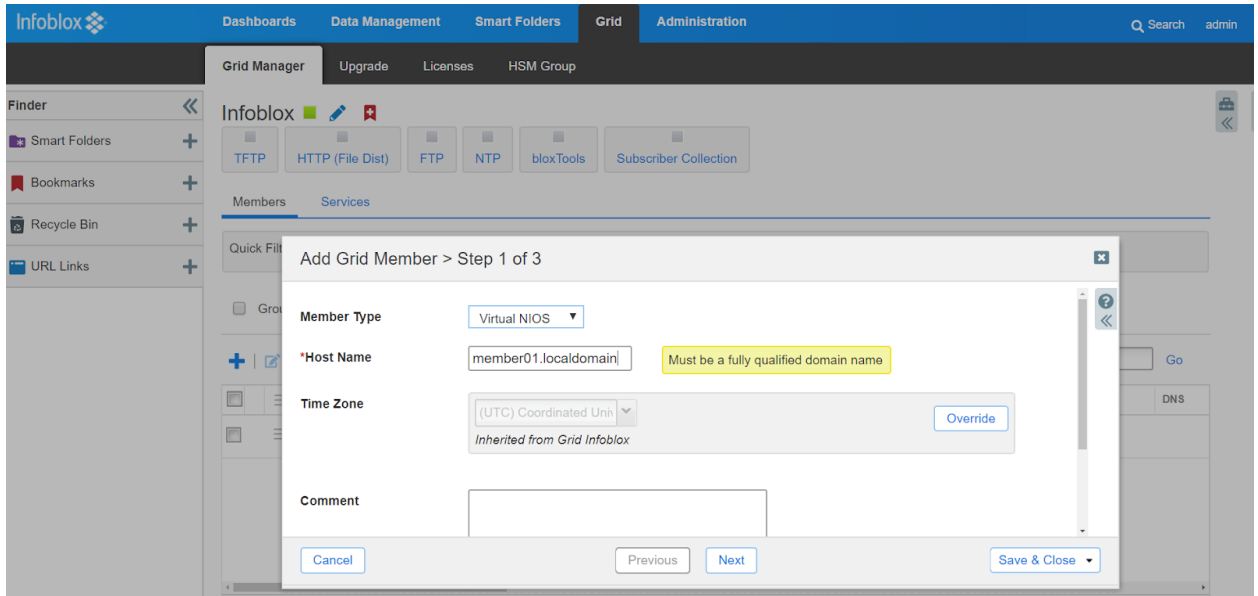 Infoblox Dashboards Data Management Smart Folders Grid Administration Search admin
Grid Manager Upgrade Licenses HSM Group
Finder
Smart Folders
Bookmarks
Recycle Bin
URL Links
Infoblox
TFTP HTTP (File Dist) FTP NTP bloxTools Subscriber Collection
Members Services
Quick Filt
Grou
Go
DNS
Add Grid Member > Step 1 of 3
Member Type Virtual NIOS
*Host Name member01.localdomain Must be a fully qualified domain name
Time Zone (UTC) Coordinated Univ Override
Inherited from Grid Infoblox
Comment
Cancel Previous Next Save & Close